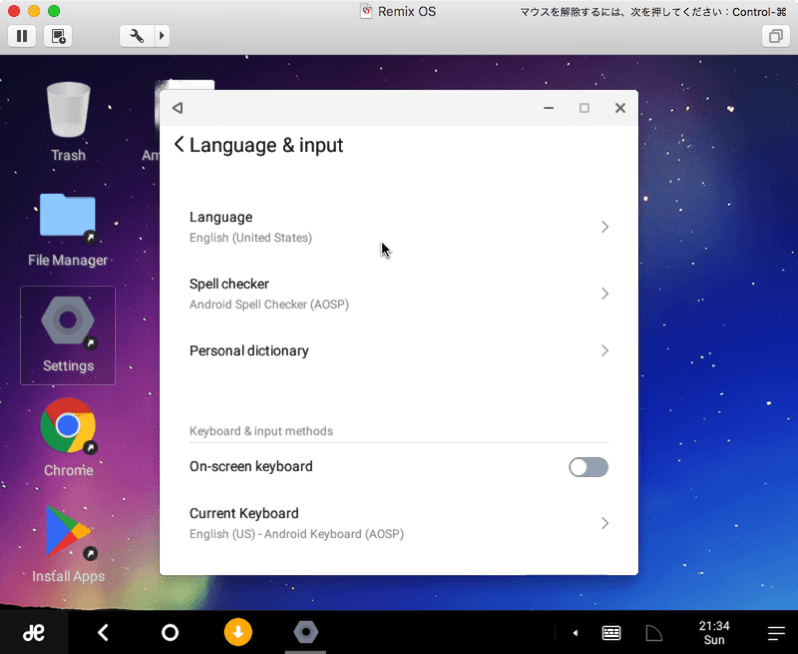 Remix OS
マウスを解除するには、次を押してください：Control-⌘
Trash
Am
File Manager
Settings
Chrome
Install Apps
Language & input
Language
English (United States)
Spell checker
Android Spell Checker (AOSP)
Personal dictionary
Keyboard & input methods
On-screen keyboard
Current Keyboard
English (US) - Android Keyboard (AOSP)
21:34
Sun